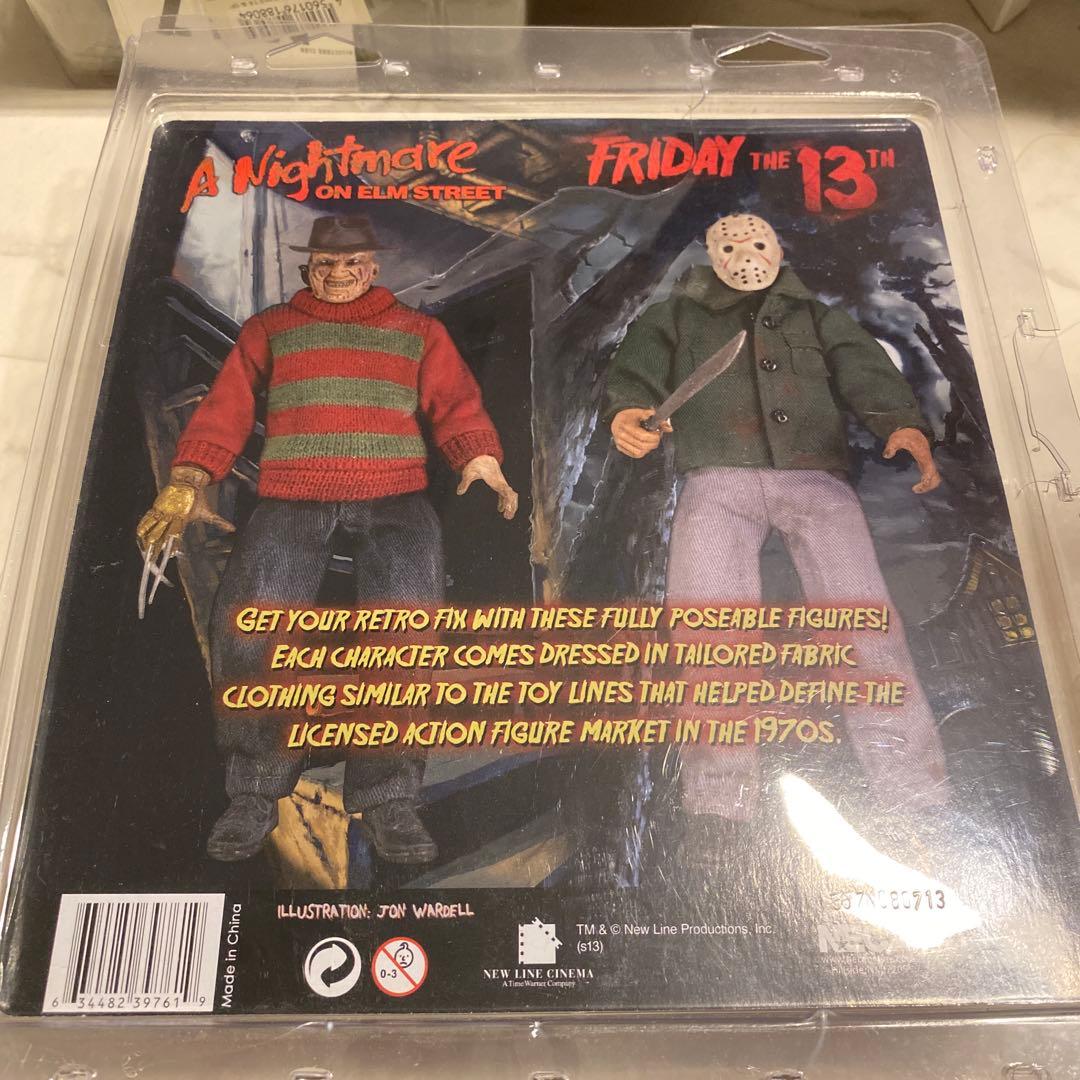 A Nightmare
ON ELM STREET
FRIDAY THE 13TH
GET YOUR RETRO FIX WITH THESE FULLY POSEABLE FIGURES!
EACH CHARACTER COMES DRESSED IN TAILORED FABRIC
CLOTHING SIMILAR TO THE TOY LINES THAT HELPED DEFINE THE
LICENSED ACTION FIGURE MARKET IN THE 1970S.
6 34482 39761 9
Made in China
ILLUSTRATION: JON WARDELL
0-3
NEW LINE CINEMA
A Time Warner Company
TM & © New Line Productions, Inc.
(s13)